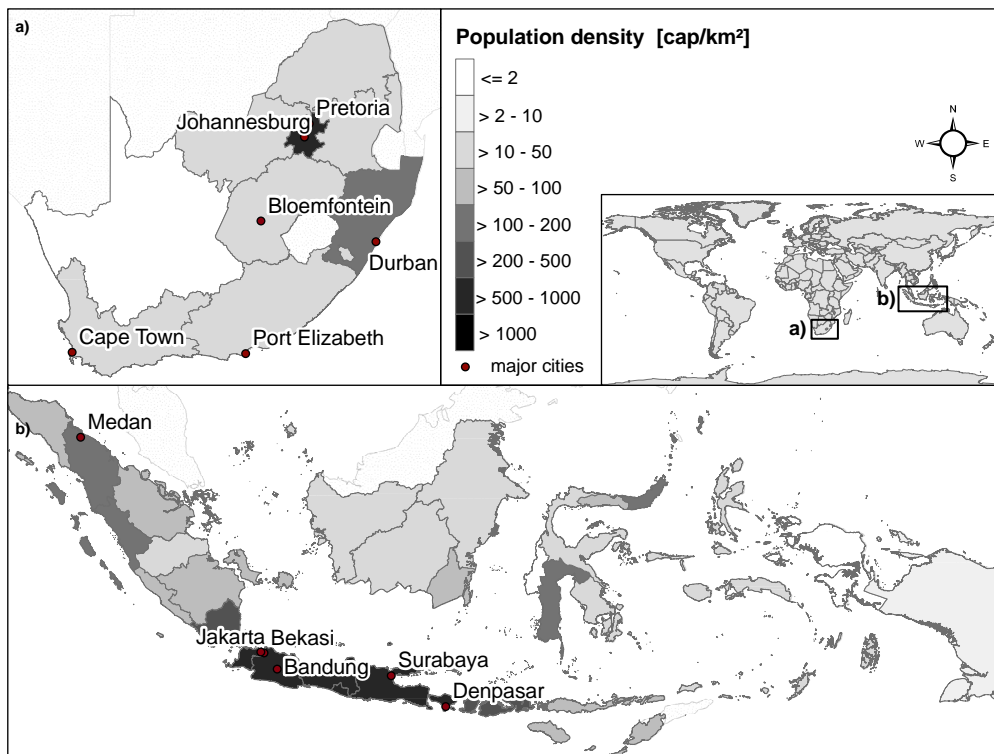 a)
Pretoria
Johannesburg
Bloemfontein
Durban
Cape Town
Port Elizabeth
Population density [cap/km²]
<= 2
> 2 - 10
> 10 - 50
> 50 - 100
> 100 - 200
> 200 - 500
> 500 - 1000
> 1000
major cities
N
W
E
S
b)
a)
b)
Medan
Jakarta
Bekasi
Bandung
Surabaya
Denpasar